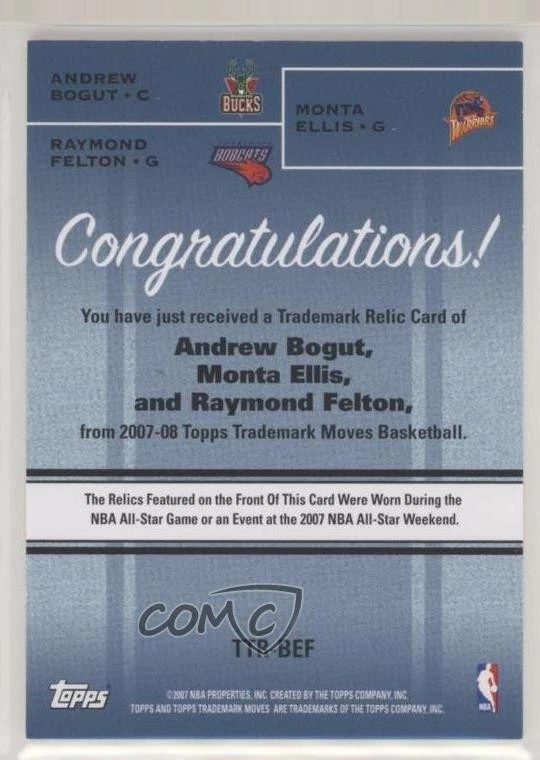 ANDREW
BOGUT • C
BUCKS
MONTA
ELLIS • G
WARRIORS
RAYMOND
FELTON • G
BOBCATS
Congratulations!
You have just received a Trademark Relic Card of
Andrew Bogut,
Monta Ellis,
and Raymond Felton,
from 2007-08 Topps Trademark Moves Basketball.
The Relics Featured on the Front Of This Card Were Worn During the
NBA All-Star Game or an Event at the 2007 NBA All-Star Weekend.
COMC
TTR-BEF
topps
©2007 NBA PROPERTIES, INC. CREATED BY THE TOPPS COMPANY, INC.
TOPPS AND TOPPS TRADEMARK MOVES ARE TRADEMARKS OF THE TOPPS COMPANY, INC.
NBA